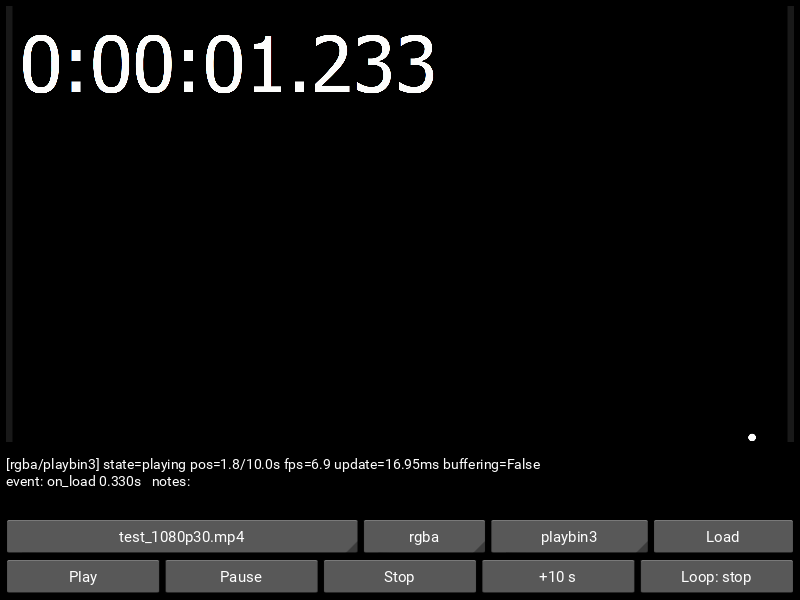 0:00:01.233
[rgba/playbin3] state=playing pos=1.8/10.0s fps=6.9 update=16.95ms buffering=False
event: on_load 0.330s   notes:
test_1080p30.mp4 rgba playbin3 Load
Play Pause Stop +10 s Loop: stop